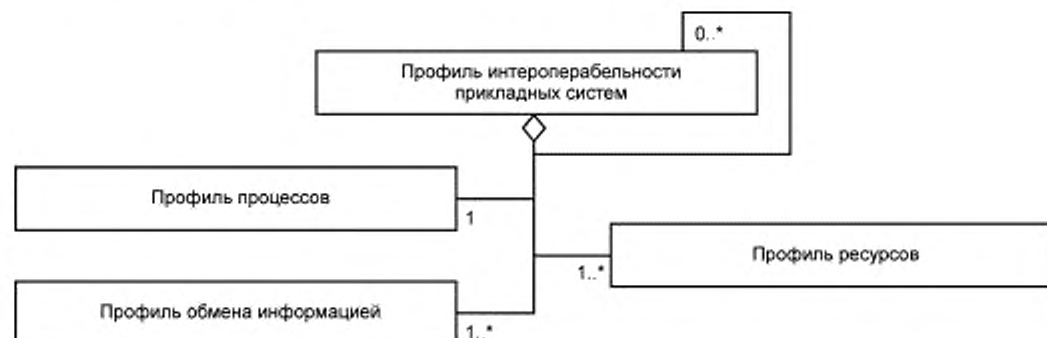 0..*
Профиль интероперабельности
прикладных систем
Профиль процессов
1
Профиль ресурсов
1..*
Профиль обмена информацией
1..*